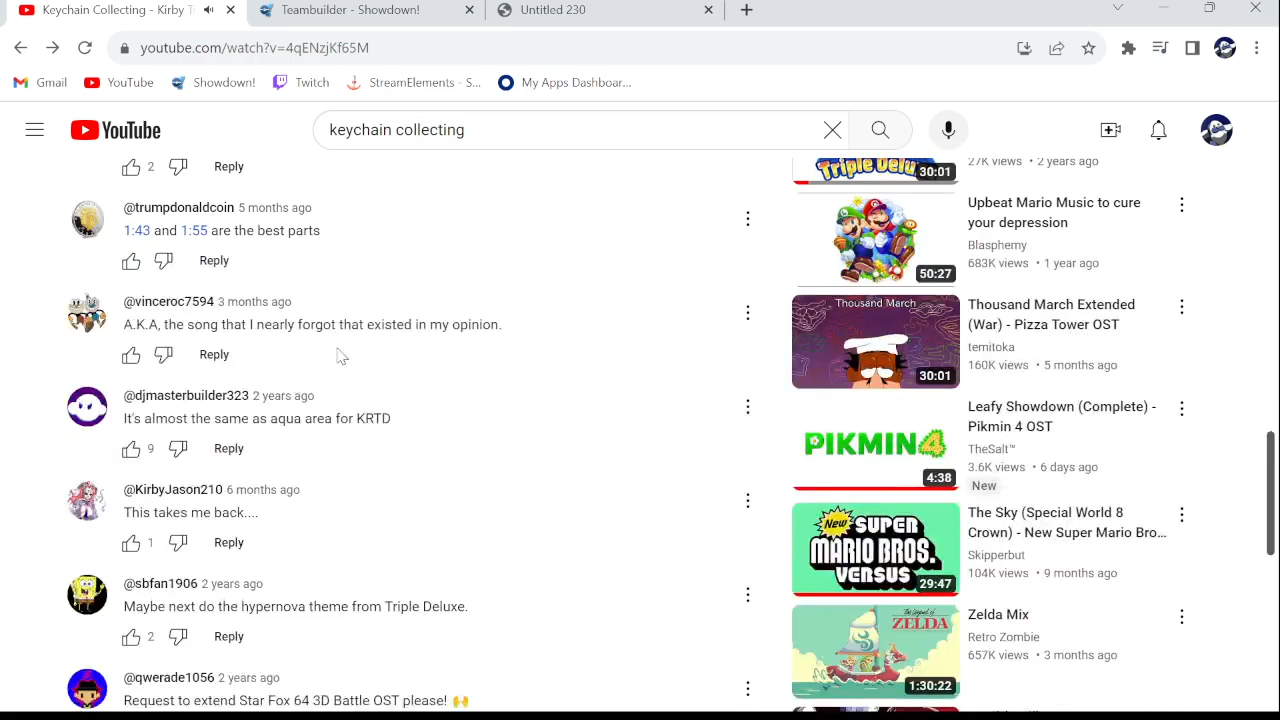 Keychain Collecting - Kirby T
Teambuilder - Showdown!
Untitled 230
youtube.com/watch?v=4qENzjKf65M
Gmail
YouTube
Showdown!
Twitch
StreamElements - S...
My Apps Dashboar...
YouTube
keychain collecting
2
Reply
@trumpdonaldcoin 5 months ago
1:43 and 1:55 are the best parts
Reply
@vinceroc7594 3 months ago
A.K.A, the song that I nearly forgot that existed in my opinion.
Reply
@djmasterbuilder323 2 years ago
It's almost the same as aqua area for KRTD
9
Reply
@KirbyJason210 6 months ago
This takes me back....
1
Reply
@sbfan1906 2 years ago
Maybe next do the hypernova theme from Triple Deluxe.
2
Reply
@qverade1056 2 years ago
Request to extend Star Fox 64 3D Battle OST please! 🙌
30:01
27K views • 2 years ago
50:27
Upbeat Mario Music to cure
your depression
Blasphemy
683K views • 1 year ago
Thousand March
30:01
Thousand March Extended
(War) - Pizza Tower OST
temitoka
160K views • 5 months ago
PIKMIN 4
4:38
Leafy Showdown (Complete) -
Pikmin 4 OST
TheSalt™
3.6K views • 6 days ago
New
New
SUPER
MARIO BROS.
VERSUS
29:47
The Sky (Special World 8
Crown) - New Super Mario Bro...
Skipperbut
104K views • 9 months ago
The Legend of
ZELDA
1:30:22
Zelda Mix
Retro Zombie
657K views • 3 months ago